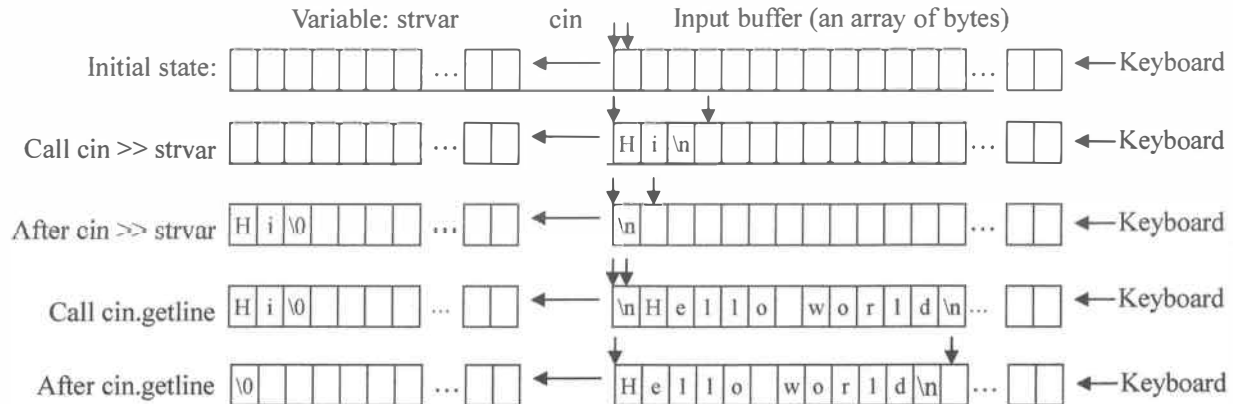 Variable: strvar cin Input buffer (an array of bytes)
Initial state: ... ... Keyboard
Call cin >> strvar ... H i \n ... Keyboard
After cin >> strvar H i \0 ... \n ... Keyboard
Call cin.getline H i \0 ... \n H e l l o w o r l d \n ... Keyboard
After cin.getline \0 ... H e l l o w o r l d \n ... Keyboard